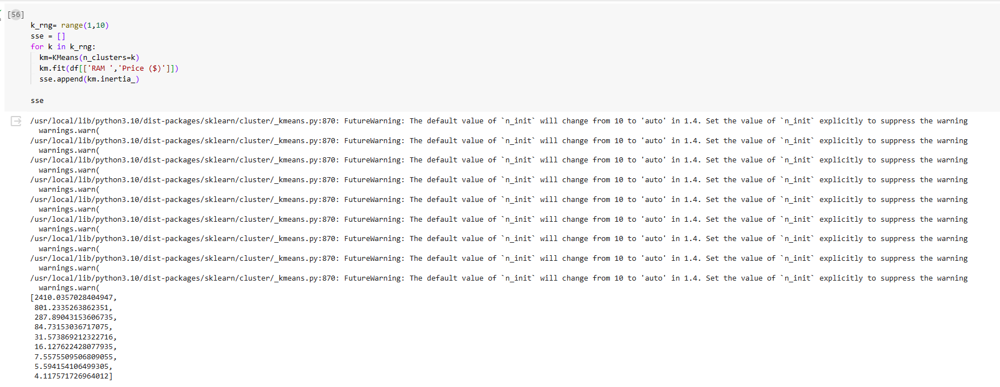 [56]
k_rng= range(1,10)
sse = []
for k in k_rng:
  km=KMeans(n_clusters=k)
  km.fit(df[['RAM ','Price ($)']])
  sse.append(km.inertia_)
sse
/usr/local/lib/python3.10/dist-packages/sklearn/cluster/_kmeans.py:870: FutureWarning: The default value of `n_init` will change from 10 to 'auto' in 1.4. Set the value of `n_init` explicitly to suppress the warning
  warnings.warn(
/usr/local/lib/python3.10/dist-packages/sklearn/cluster/_kmeans.py:870: FutureWarning: The default value of `n_init` will change from 10 to 'auto' in 1.4. Set the value of `n_init` explicitly to suppress the warning
  warnings.warn(
/usr/local/lib/python3.10/dist-packages/sklearn/cluster/_kmeans.py:870: FutureWarning: The default value of `n_init` will change from 10 to 'auto' in 1.4. Set the value of `n_init` explicitly to suppress the warning
  warnings.warn(
/usr/local/lib/python3.10/dist-packages/sklearn/cluster/_kmeans.py:870: FutureWarning: The default value of `n_init` will change from 10 to 'auto' in 1.4. Set the value of `n_init` explicitly to suppress the warning
  warnings.warn(
/usr/local/lib/python3.10/dist-packages/sklearn/cluster/_kmeans.py:870: FutureWarning: The default value of `n_init` will change from 10 to 'auto' in 1.4. Set the value of `n_init` explicitly to suppress the warning
  warnings.warn(
/usr/local/lib/python3.10/dist-packages/sklearn/cluster/_kmeans.py:870: FutureWarning: The default value of `n_init` will change from 10 to 'auto' in 1.4. Set the value of `n_init` explicitly to suppress the warning
  warnings.warn(
/usr/local/lib/python3.10/dist-packages/sklearn/cluster/_kmeans.py:870: FutureWarning: The default value of `n_init` will change from 10 to 'auto' in 1.4. Set the value of `n_init` explicitly to suppress the warning
  warnings.warn(
/usr/local/lib/python3.10/dist-packages/sklearn/cluster/_kmeans.py:870: FutureWarning: The default value of `n_init` will change from 10 to 'auto' in 1.4. Set the value of `n_init` explicitly to suppress the warning
  warnings.warn(
/usr/local/lib/python3.10/dist-packages/sklearn/cluster/_kmeans.py:870: FutureWarning: The default value of `n_init` will change from 10 to 'auto' in 1.4. Set the value of `n_init` explicitly to suppress the warning
  warnings.warn(
[2410.0357028404947,
 801.2335263862351,
 287.89043153606735,
 84.73153036717075,
 31.573869212322716,
 16.127622428077935,
 7.5575509506809055,
 5.594154106499305,
 4.117571726964012]